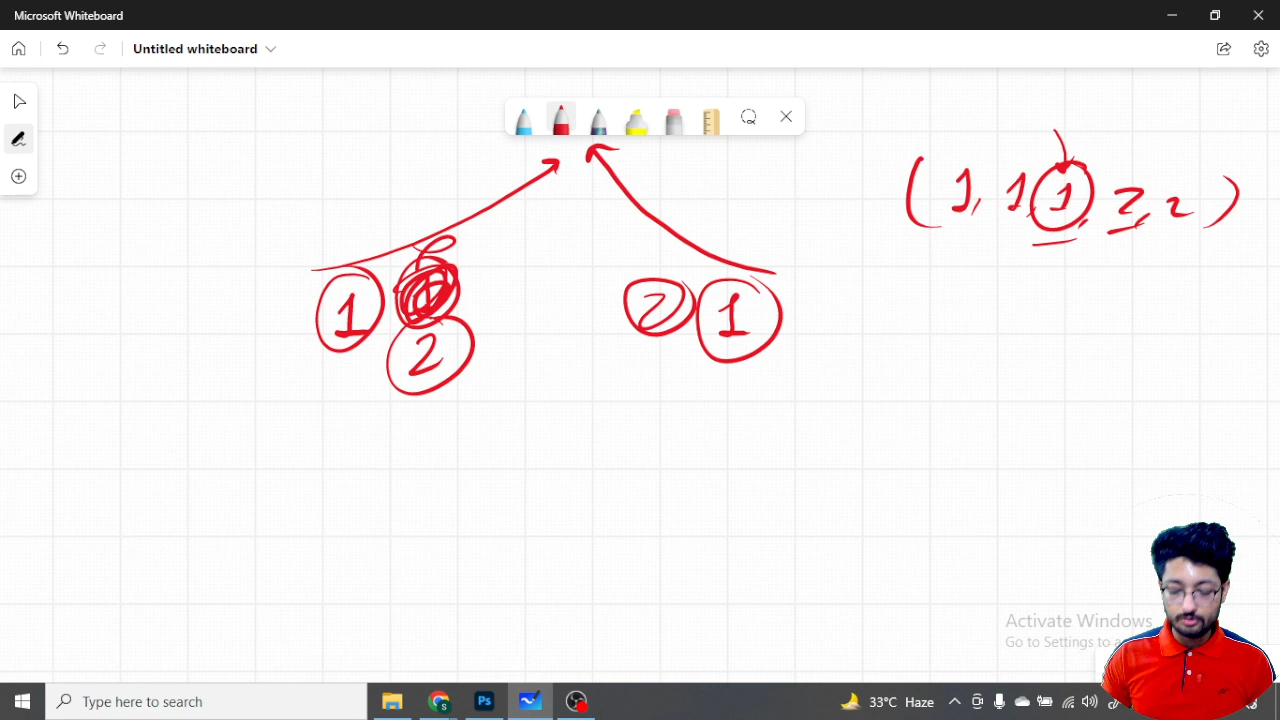 Microsoft Whiteboard
Untitled whiteboard
( 1, 1, 1, 2, 2 )
1 2
2 1
Activate Windows
Go to Settings to a
Type here to search
Ps
33°C Haze